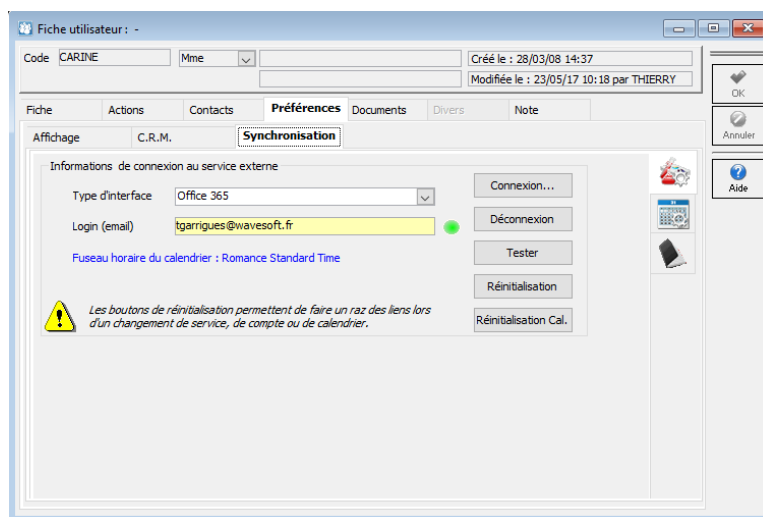 Fiche utilisateur : -
Code CARINE Mme Créé le : 28/03/08 14:37
Modifiée le : 23/05/17 10:18 par THIERRY
OK
Annuler
Aide
Fiche Actions Contacts Préférences Documents Divers Note
Affichage C.R.M. Synchronisation
Informations de connexion au service externe
Type d'interface Office 365
Login (email) tgarrigues@wavesoft.fr
Fuseau horaire du calendrier : Romance Standard Time
Connexion...
Déconnexion
Tester
Réinitialisation
Réinitialisation Cal.
Les boutons de réinitialisation permettent de faire un raz des liens lors
d'un changement de service, de compte ou de calendrier.